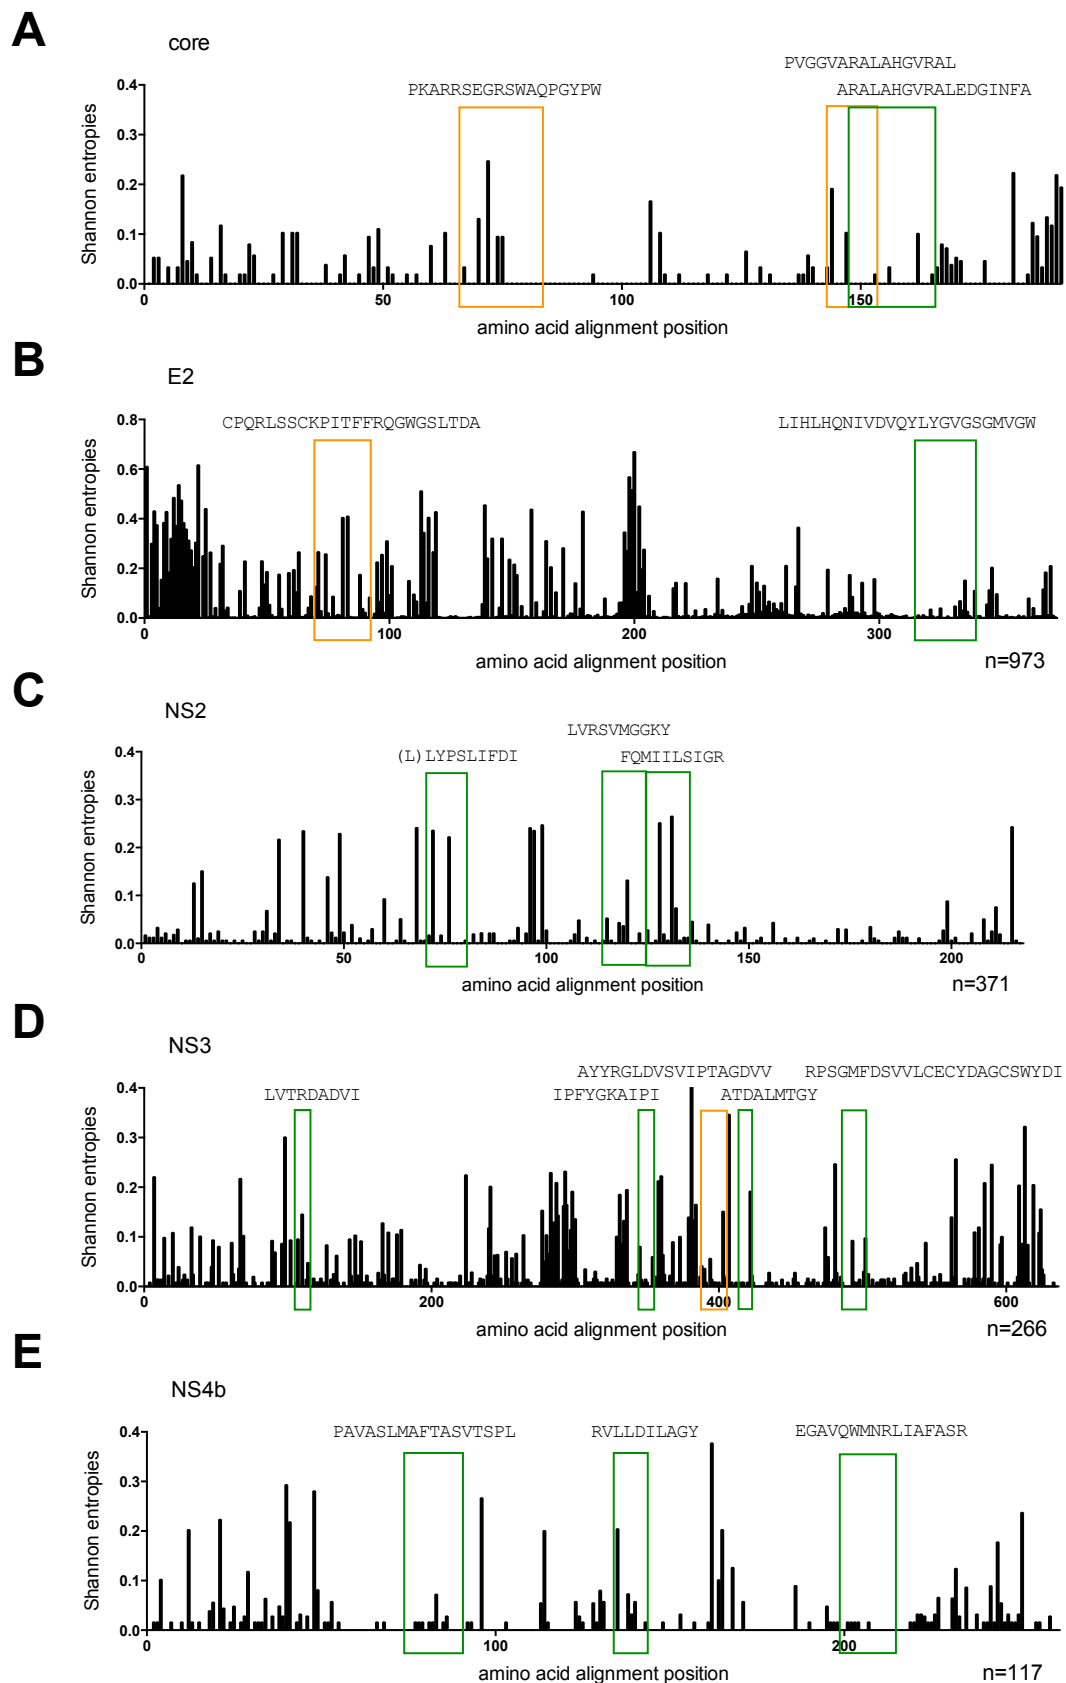 A
core
PVGGVARALAHGVRAL
PKARRSEGRSWAQPGYPW
ARALAHGVRALEDGINFA
Shannon entropies
0.4
0.3
0.2
0.1
0.0
0
50
100
150
amino acid alignment position
B
E2
CPQRLSSCKPITFFRQGWGSLTDA
LIHLHQNIVDVQYLYGVGSGMVGW
Shannon entropies
0.8
0.6
0.4
0.2
0.0
0
100
200
300
amino acid alignment position
n=973
C
NS2
LVRSVMGGKY
(L)LYPSLIFDI
FQMIILSIGR
Shannon entropies
0.4
0.3
0.2
0.1
0.0
0
50
100
150
200
amino acid alignment position
n=371
D
NS3
AYYRGLDVSVIPTAGDVV
RPSGMFDSVVLCECYDAGCSWYDI
LVTRDADVI
IPFYGKAIPI
ATDALMTGY
Shannon entropies
0.4
0.3
0.2
0.1
0.0
0
200
400
600
amino acid alignment position
n=266
E
NS4b
PAVASLMAFTASVTSPL
RVLLDILAGY
EGAVQWMNRLIAFASR
Shannon entropies
0.4
0.3
0.2
0.1
0.0
0
100
200
amino acid alignment position
n=117